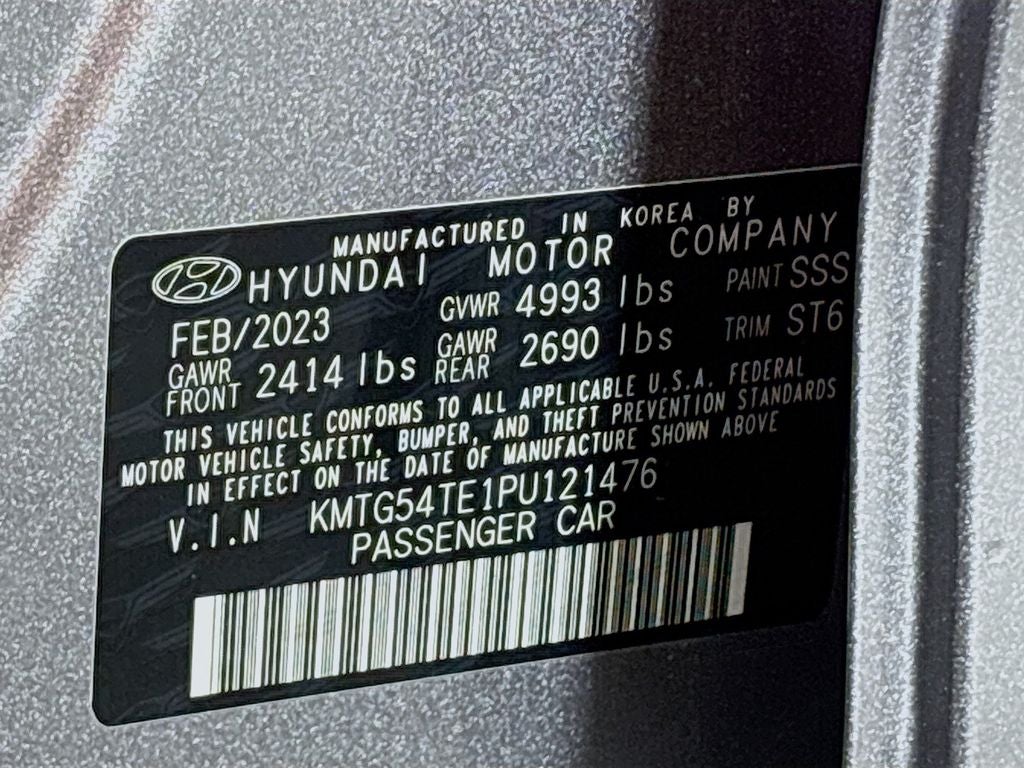 MANUFACTURED IN KOREA BY
HYUNDAI MOTOR COMPANY
FEB/2023 GVWR 4993 lbs PAINT SSS
GAWR FRONT 2414 lbs GAWR REAR 2690 lbs TRIM ST6
THIS VEHICLE CONFORMS TO ALL APPLICABLE U.S.A. FEDERAL
MOTOR VEHICLE SAFETY, BUMPER, AND THEFT PREVENTION STANDARDS
IN EFFECT ON THE DATE OF MANUFACTURE SHOWN ABOVE
V.I.N KMTG54TE1PU121476
PASSENGER CAR